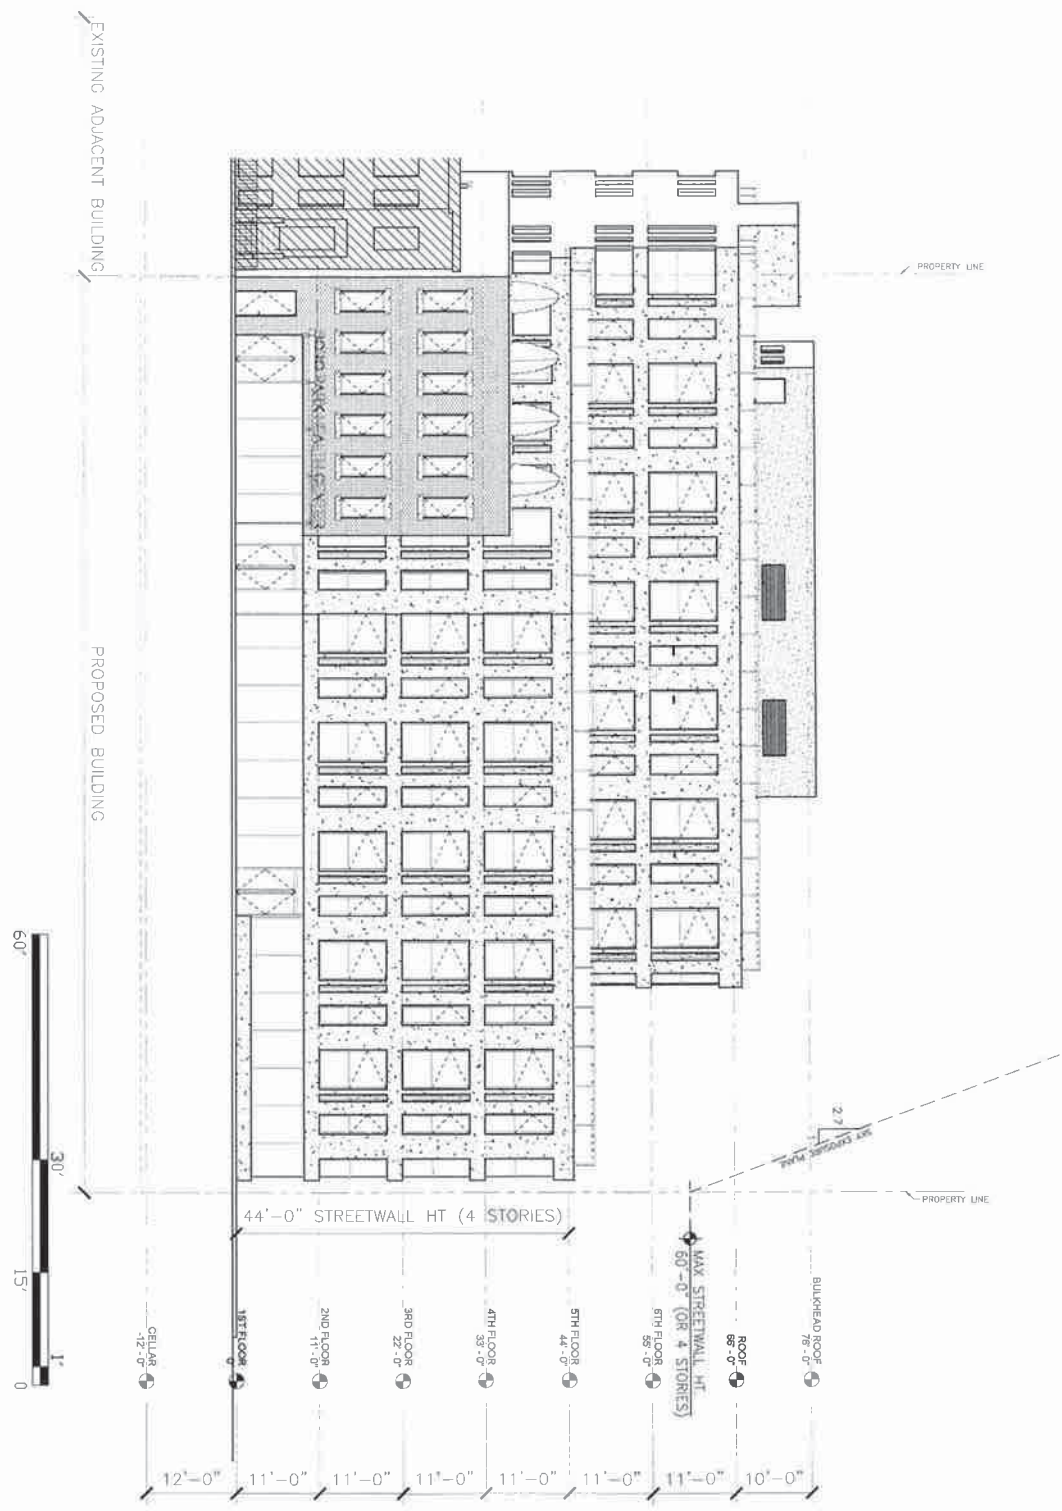 EXISTING ADJACENT BUILDING
PROPOSED BUILDING
PROPERTY LINE
PROPERTY LINE
2.7
SKY EXPOSURE PLANE
44'-0" STREETWALL HT (4 STORIES)
MAX STREETWALL HT.
60'-0" (OR 4 STORIES)
BULKHEAD ROOF
76'-0"
ROOF
66'-0"
6TH FLOOR
55'-0"
5TH FLOOR
44'-0"
4TH FLOOR
33'-0"
3RD FLOOR
22'-0"
2ND FLOOR
11'-0"
1ST FLOOR
0"
CELLAR
-12'-0"
10'-0"
11'-0"
11'-0"
11'-0"
11'-0"
11'-0"
11'-0"
12'-0"
60'
30'
15'
1'
0